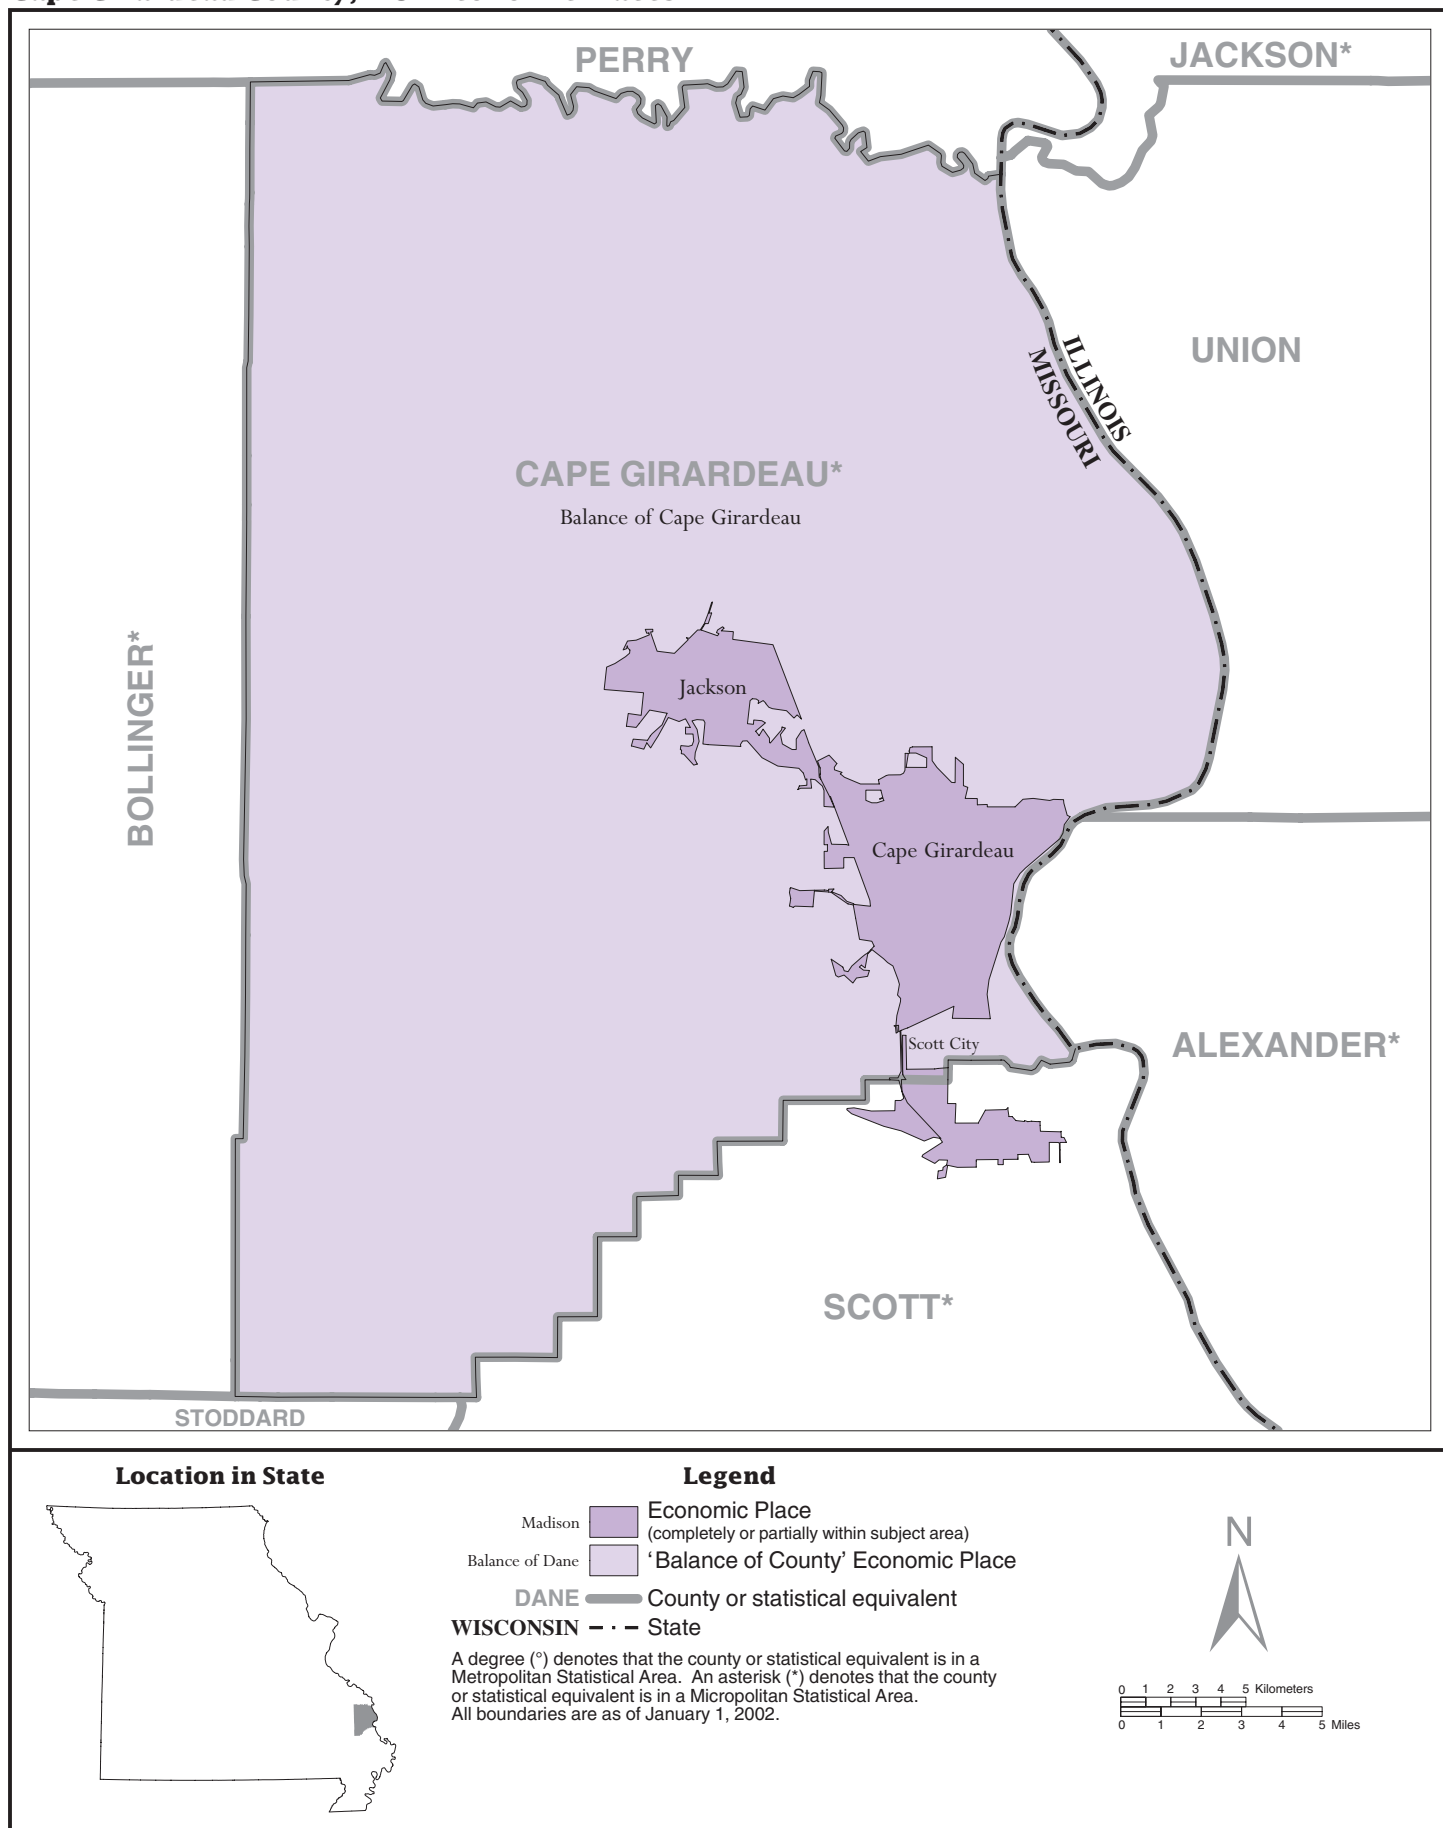 PERRY
JACKSON*
UNION
ILLINOIS
MISSOURI
CAPE GIRARDEAU*
Balance of Cape Girardeau
BOLLINGER*
Jackson
Cape Girardeau
Scott City
ALEXANDER*
SCOTT*
STODDARD
Location in State
Legend
Madison
Economic Place
(completely or partially within subject area)
Balance of Dane
‘Balance of County’ Economic Place
DANE
County or statistical equivalent
WISCONSIN
State
A degree (°) denotes that the county or statistical equivalent is in a
Metropolitan Statistical Area. An asterisk (*) denotes that the county
or statistical equivalent is in a Micropolitan Statistical Area.
All boundaries are as of January 1, 2002.
N
0 1 2 3 4 5 Kilometers
0 1 2 3 4 5 Miles